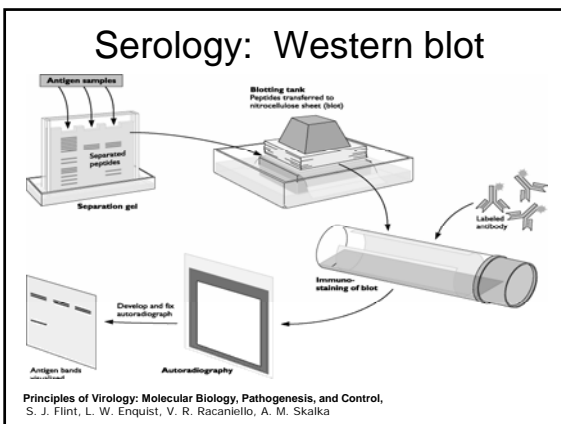 Serology: Western blot
Antigen samples
Separated
peptides
Separation gel
Blotting tank
Peptides transferred to
nitrocellulose sheet (blot)
Labeled
antibody
Immuno-
staining of blot
Develop and fix
autoradiograph
Autoradiography
Antigen bands
visualized
Principles of Virology: Molecular Biology, Pathogenesis, and Control,
S. J. Flint, L. W. Enquist, V. R. Racaniello, A. M. Skalka